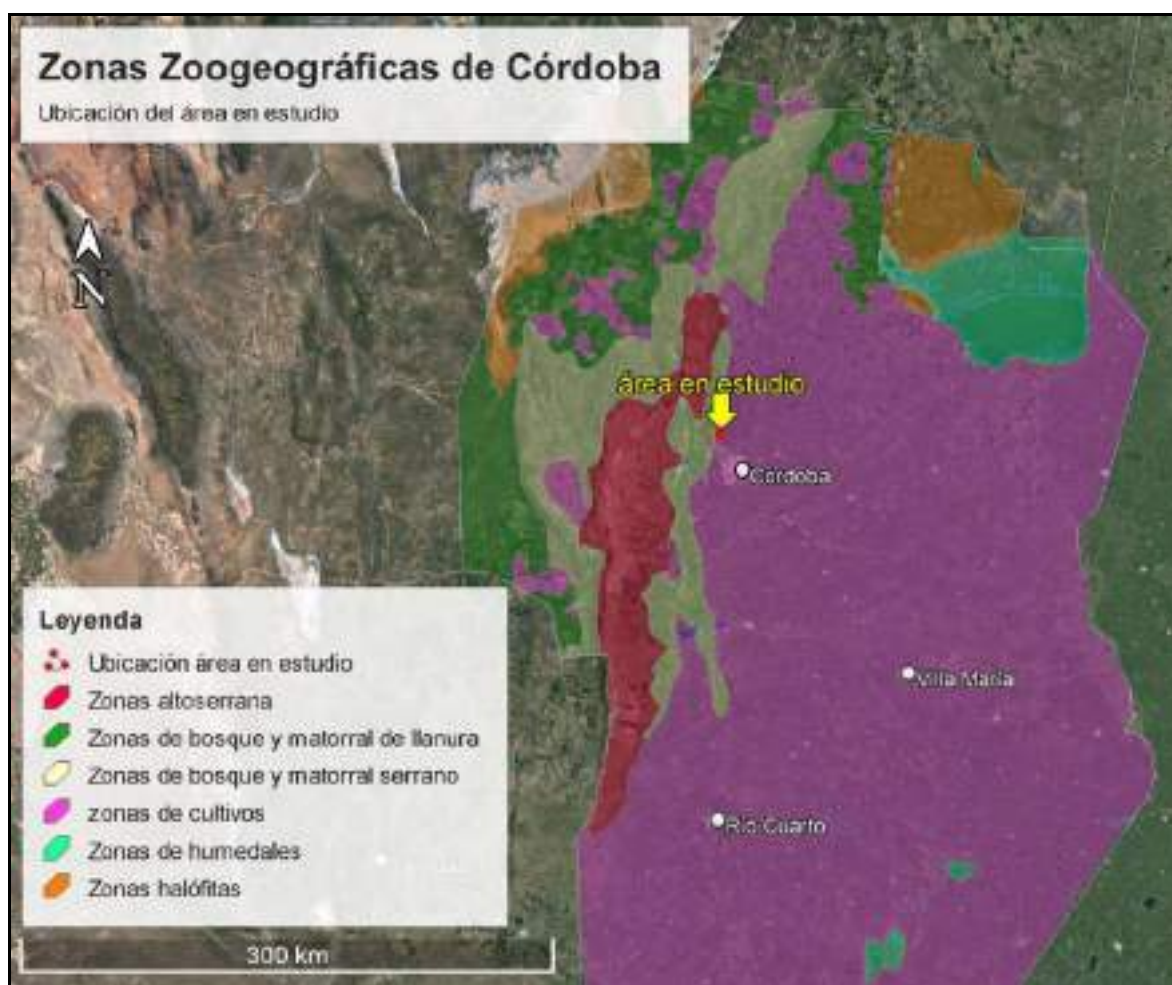 Zonas Zoogeográficas de Córdoba
Ubicación del área en estudio
N
área en estudio
Córdoba
Villa María
Río Cuarto
Leyenda
Ubicación área en estudio
Zonas altoserrana
Zonas de bosque y matorral de llanura
Zonas de bosque y matorral serrano
zonas de cultivos
Zonas de humedales
Zonas halófitas
300 km